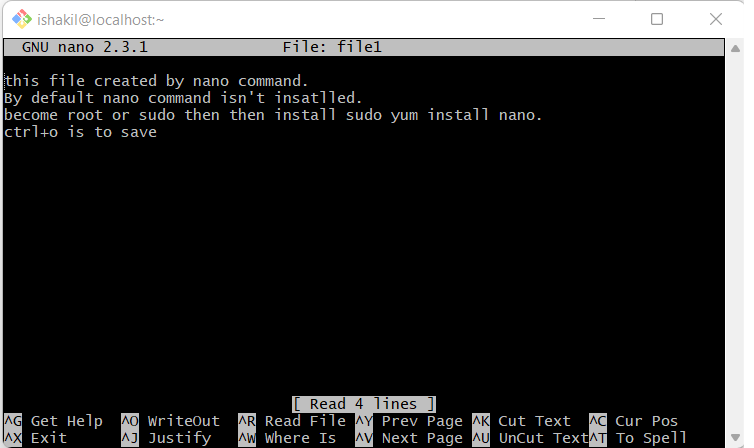 ishakil@localhost:~
GNU nano 2.3.1 File: file1
this file created by nano command.
By default nano command isn't insatlled.
become root or sudo then then install sudo yum install nano.
ctrl+o is to save
[ Read 4 lines ]
^G Get Help ^O WriteOut ^R Read File ^Y Prev Page ^K Cut Text ^C Cur Pos
^X Exit ^J Justify ^W Where Is ^V Next Page ^U UnCut Text^T To Spell